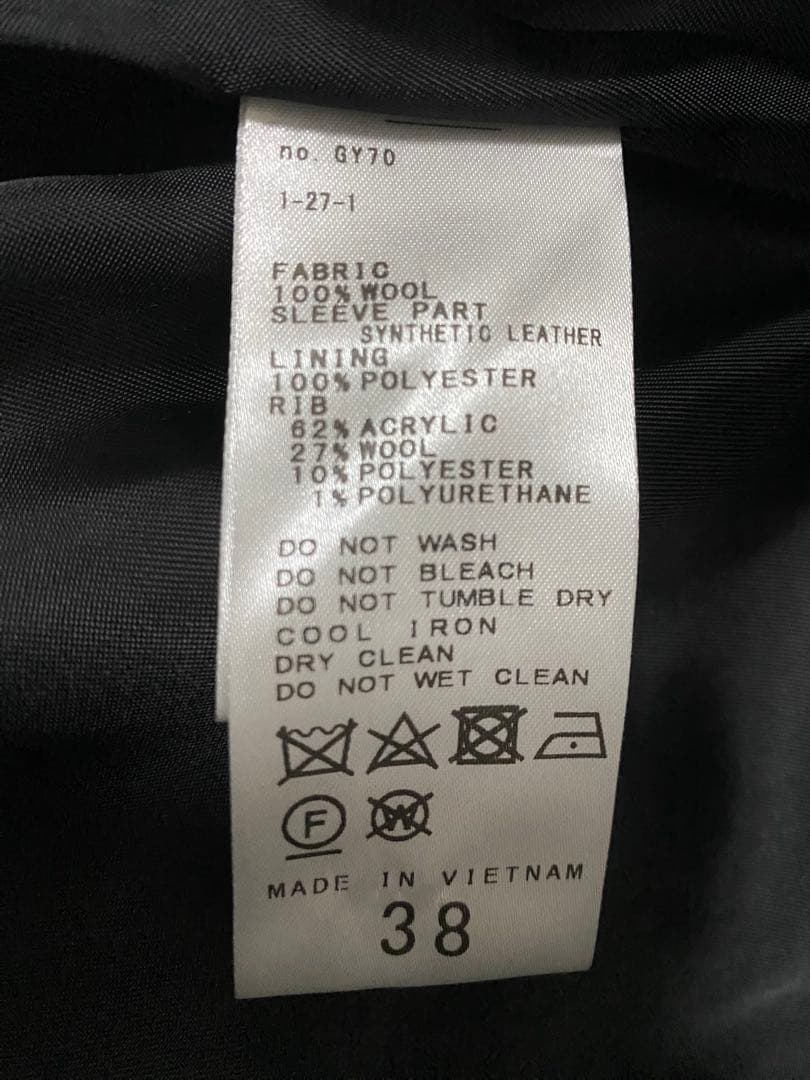 no. GY70
1-27-1
FABRIC
100% WOOL
SLEEVE PART
SYNTHETIC LEATHER
LINING
100% POLYESTER
RIB
62% ACRYLIC
27% WOOL
10% POLYESTER
1% POLYURETHANE
DO NOT WASH
DO NOT BLEACH
DO NOT TUMBLE DRY
COOL IRON
DRY CLEAN
DO NOT WET CLEAN
F W
MADE IN VIETNAM
38